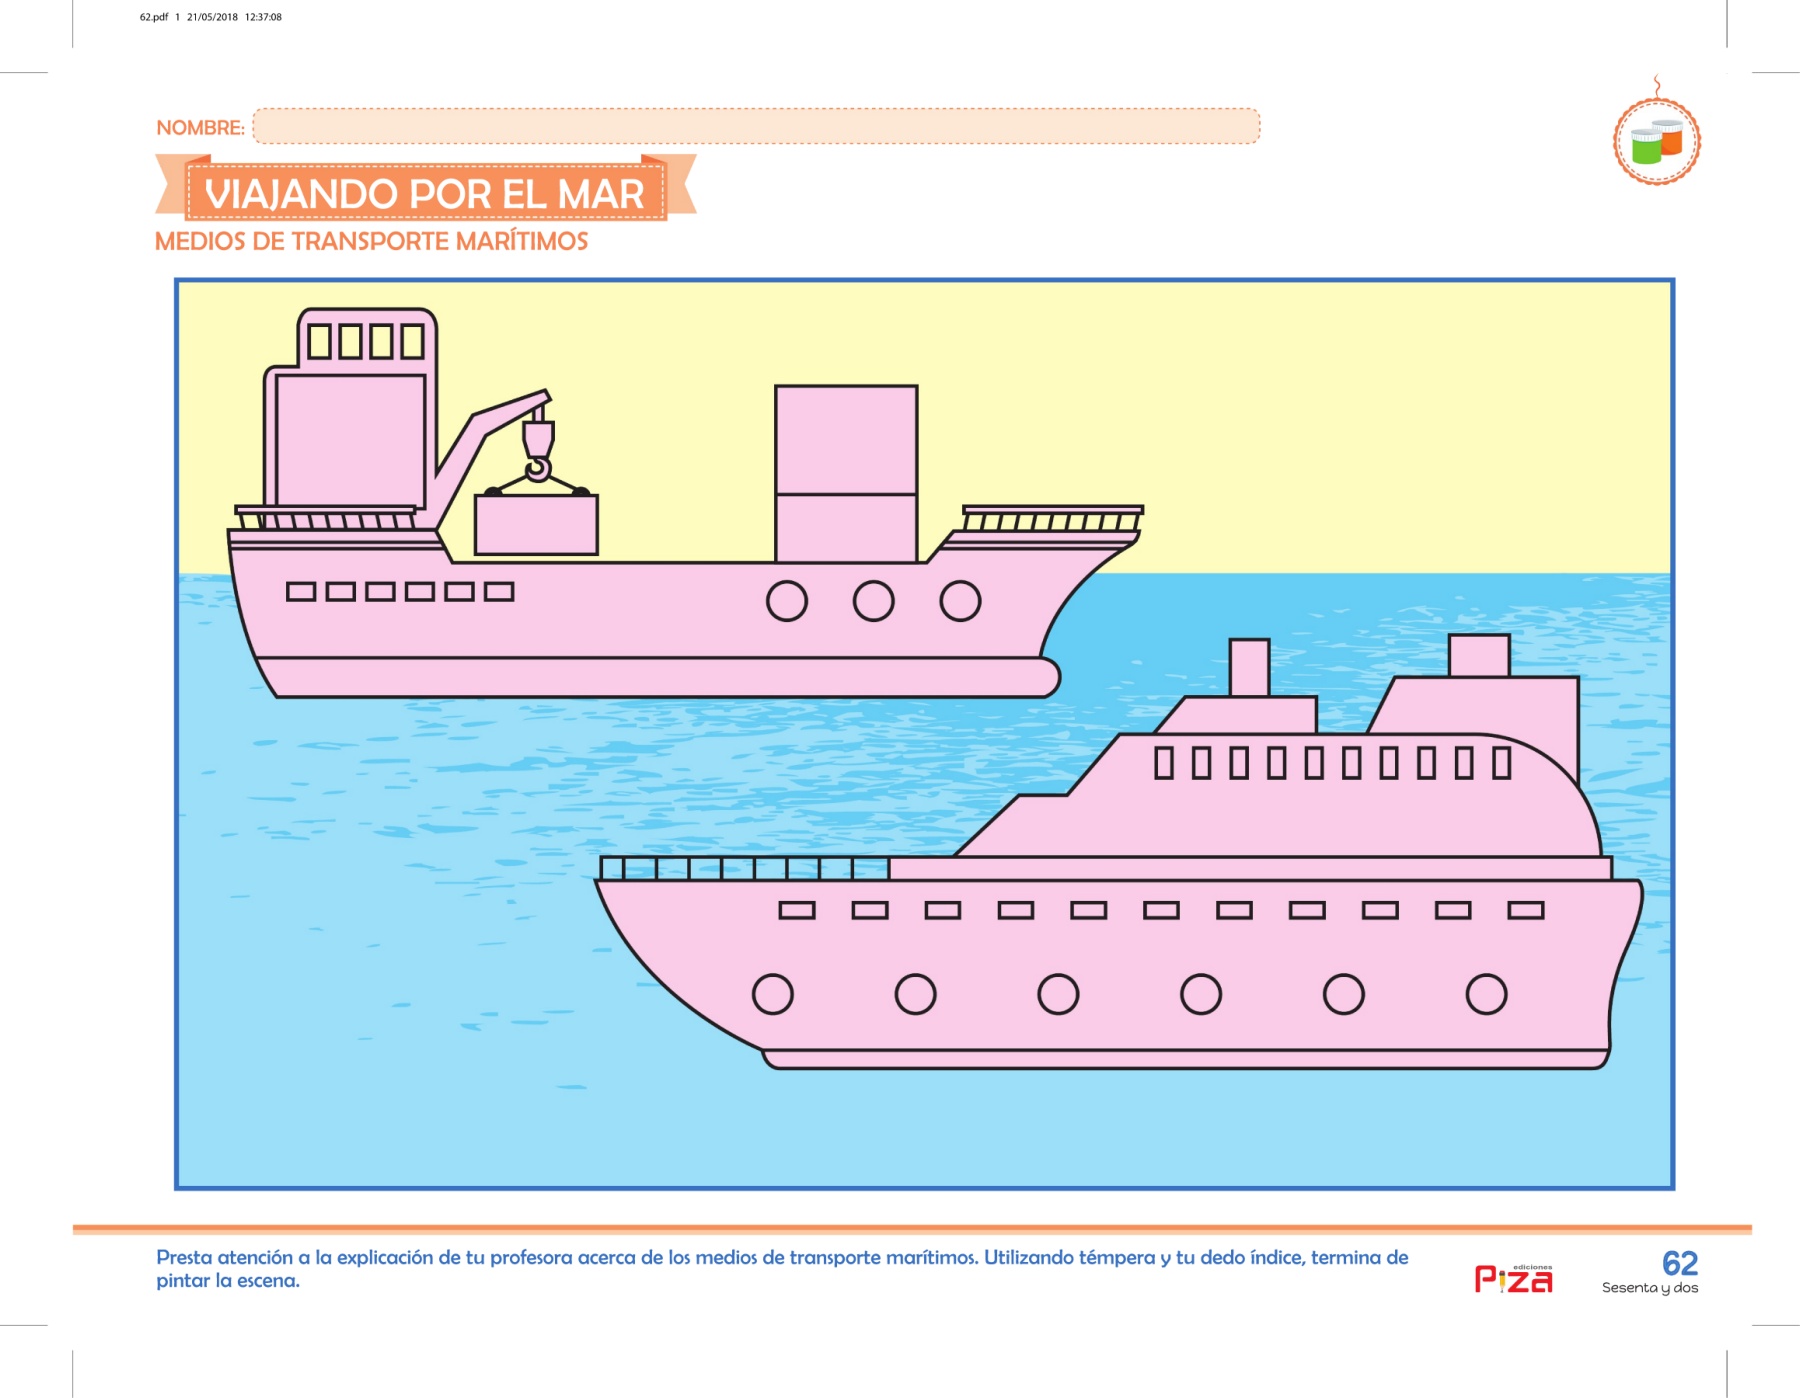 62.pdf 1 21/05/2018 12:37:08
NOMBRE:
VIAJANDO POR EL MAR
MEDIOS DE TRANSPORTE MARÍTIMOS
Presta atención a la explicación de tu profesora acerca de los medios de transporte marítimos. Utilizando témpera y tu dedo índice, termina de
pintar la escena.
ediciones
Piza
62
Sesenta y dos